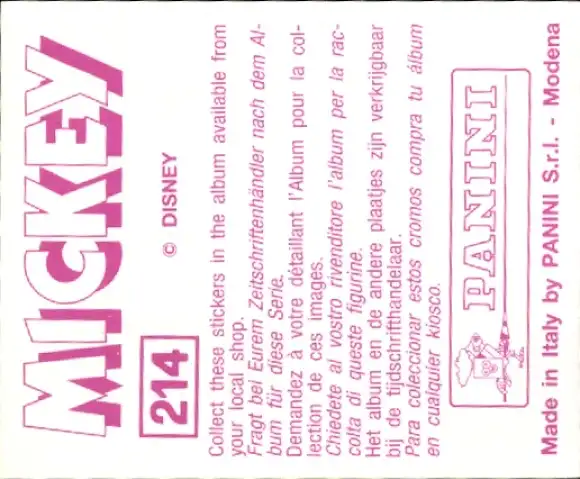 MICKEY
214
© DISNEY
Collect these stickers in the album available from
your local shop.
Fragt bei Eurem Zeitschriftenhändler nach dem Al-
bum für diese Serie.
Demandez à votre détaillant l'Album pour la col-
lection de ces images.
Chiedete al vostro rivenditore l'album per la rac-
colta di queste figurine.
Het album en de andere plaatjes zijn verkrijgbaar
bij de tijdschrifthandelaar.
Para coleccionar estos cromos compra tu álbum
en cualquier kiosco.
PANINI
Made in Italy by PANINI S.r.l. - Modena